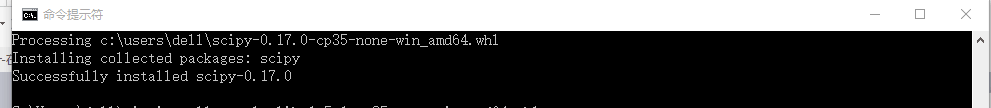 命令提示符
Processing c:\users\dell\scipy-0.17.0-cp35-none-win_amd64.whl
Installing collected packages: scipy
Successfully installed scipy-0.17.0